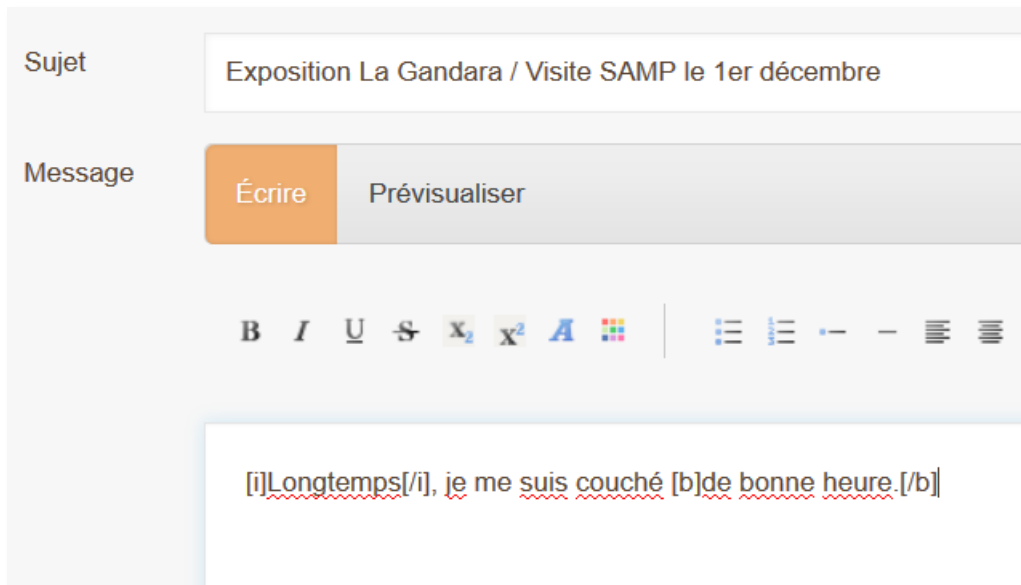 Sujet
Exposition La Gandara / Visite SAMP le 1er décembre
Message
Écrire Prévisualiser
B I U S X2 X2 A
[i]Longtemps[/i], je me suis couché [b]de bonne heure.[/b]